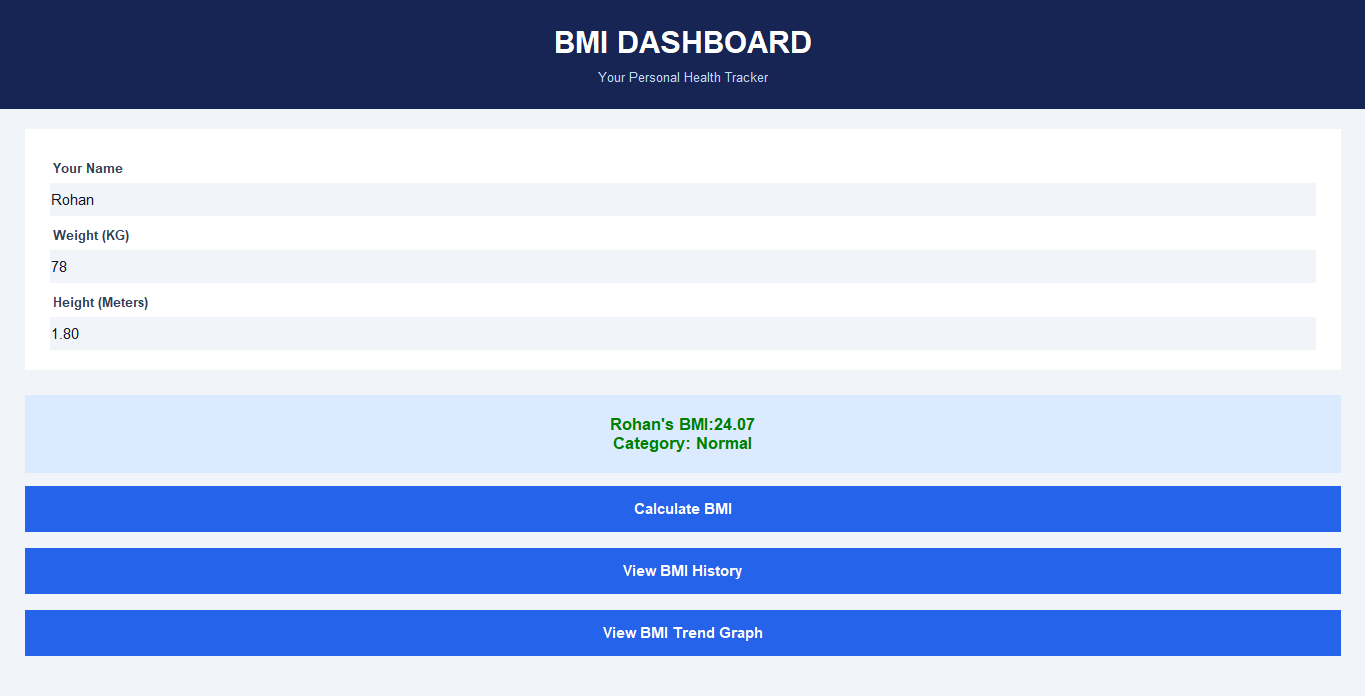 BMI DASHBOARD
Your Personal Health Tracker
Your Name
Rohan
Weight (KG)
78
Height (Meters)
1.80
Rohan's BMI:24.07
Category: Normal
Calculate BMI
View BMI History
View BMI Trend Graph